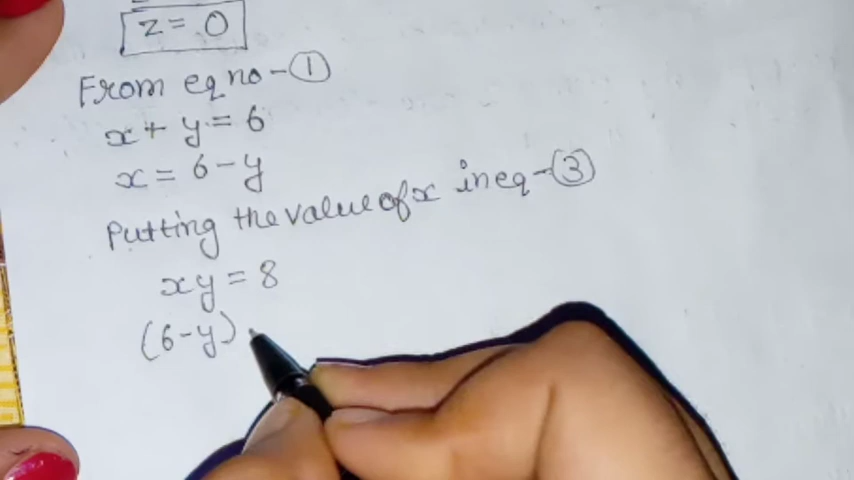 z = 0
From eq no - ①
x + y = 6
x = 6 - y
Putting the value of x in eq - ③
xy = 8
(6-y)